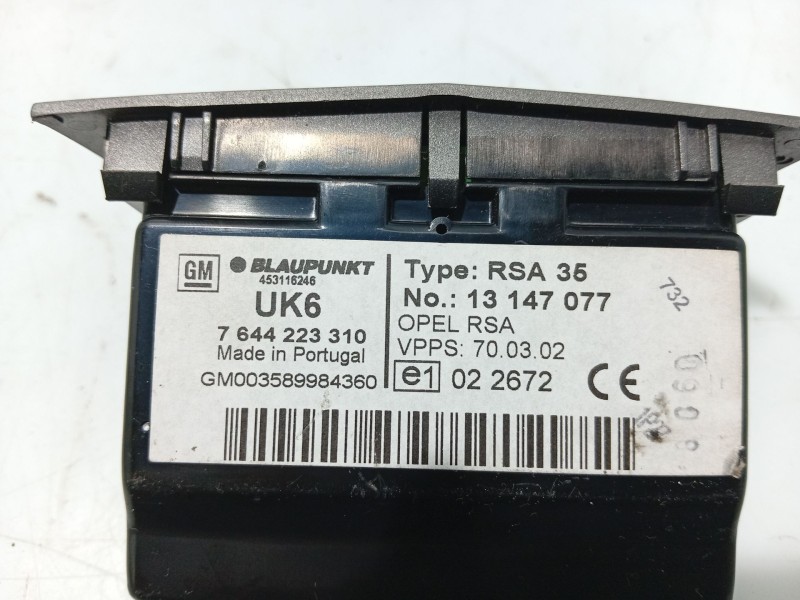 GM BLAUPUNKT
453116246
UK6
7 644 223 310
Made in Portugal
GM003589984360
Type: RSA 35
No.: 13 147 077
OPEL RSA
VPPS: 70.03.02
e1 02 2672 CE
732